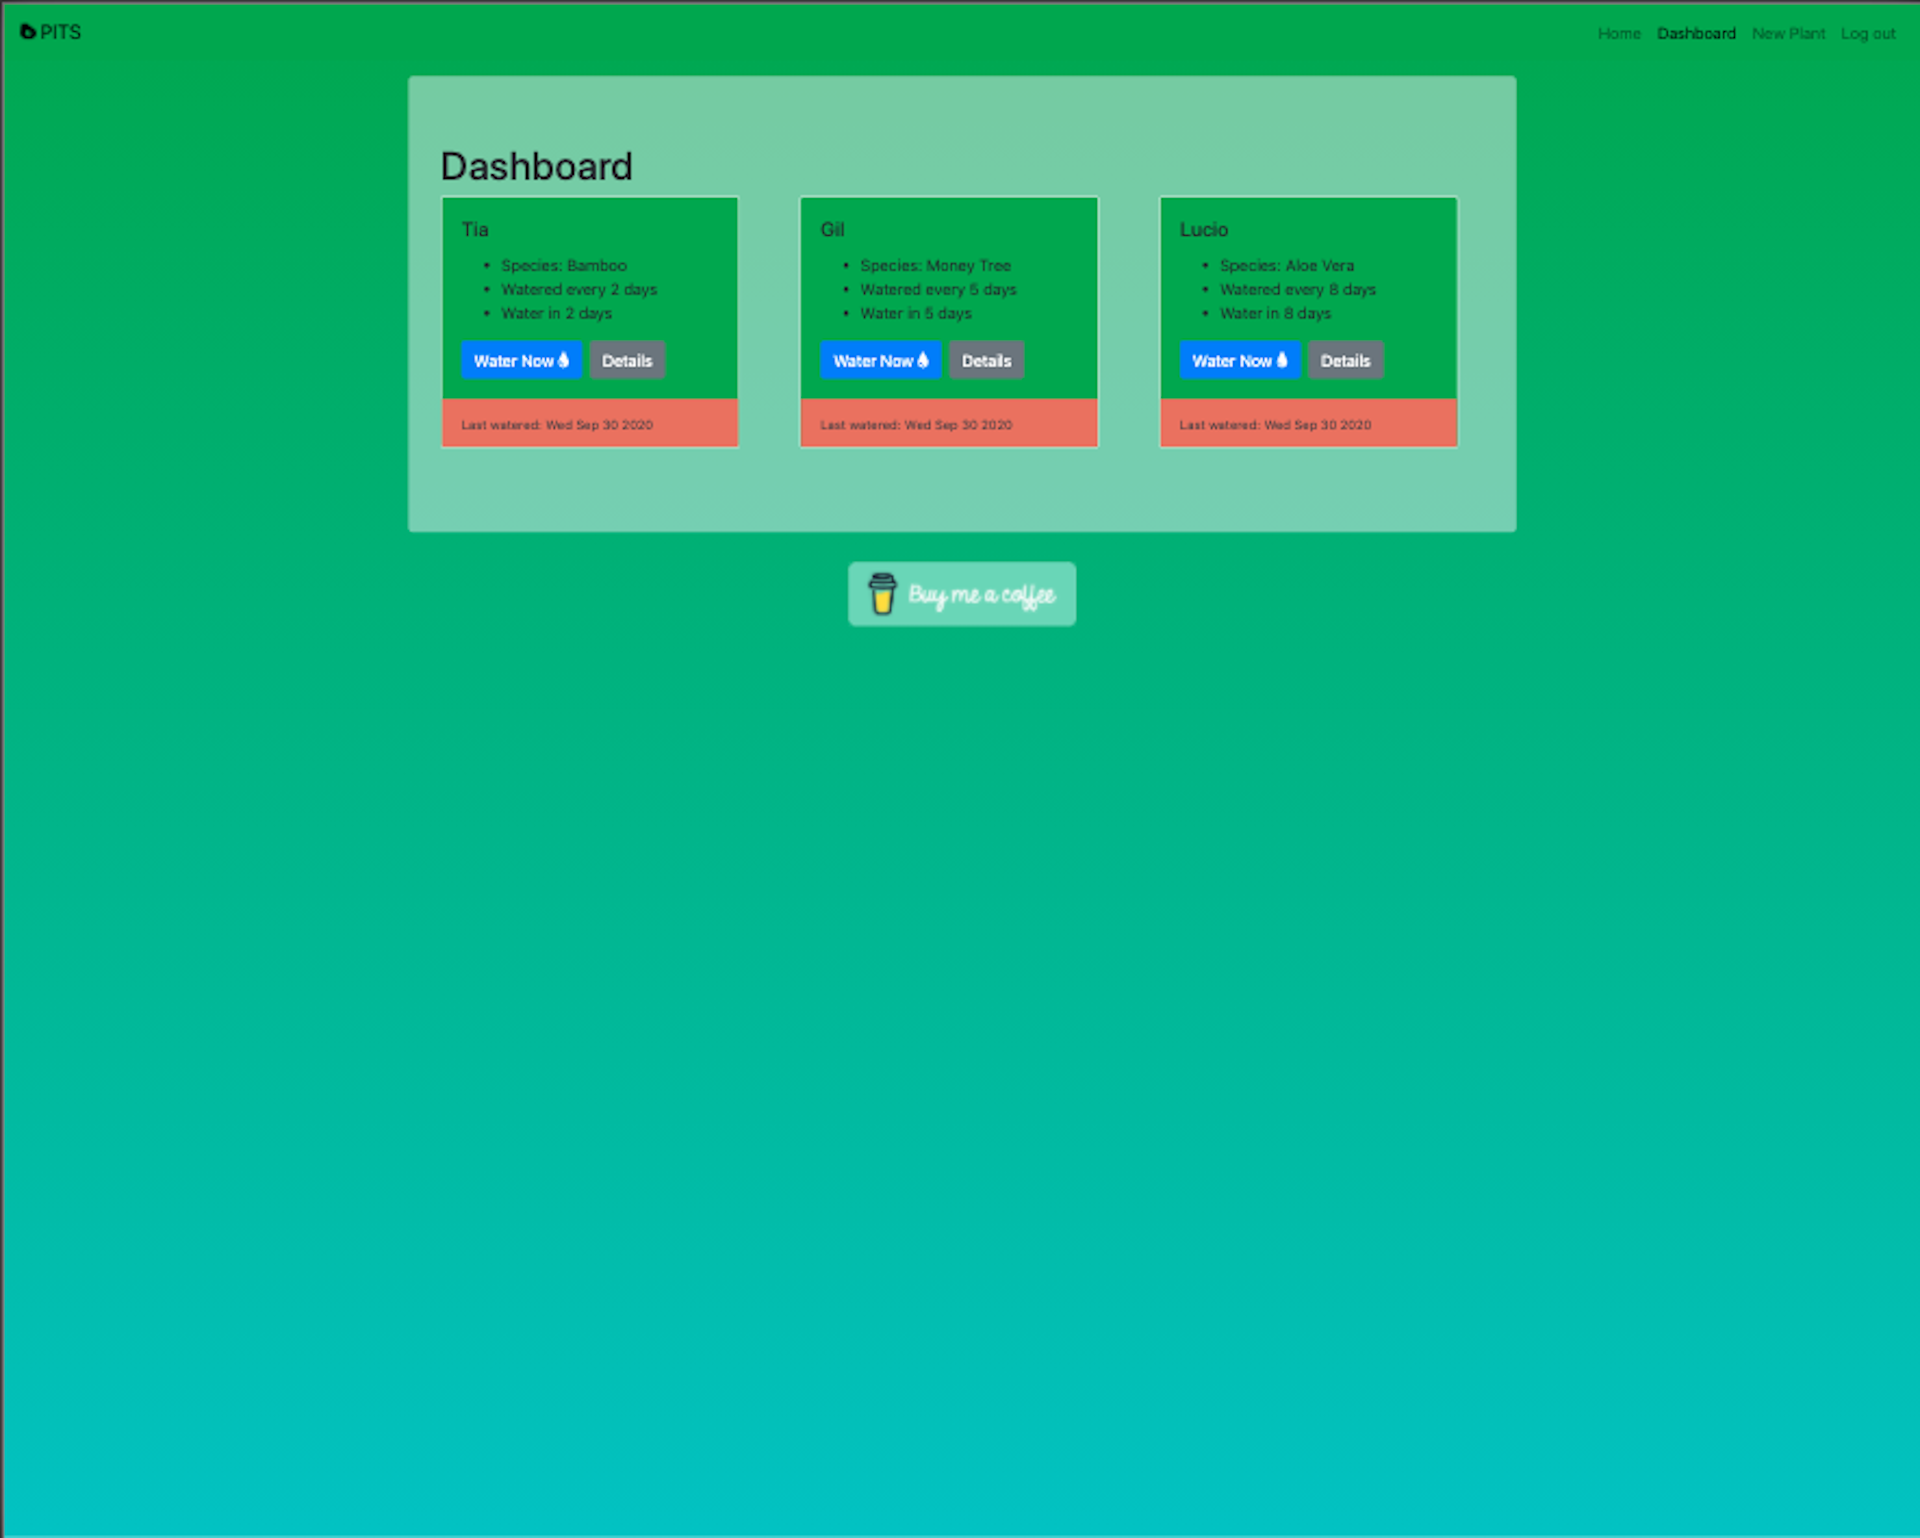 PITS
Home Dashboard New Plant Log out
Dashboard
Tia
• Species: Bamboo
• Watered every 2 days
• Water in 2 days
Water Now Details
Last watered: Wed Sep 30 2020
Gil
• Species: Money Tree
• Watered every 5 days
• Water in 5 days
Water Now Details
Last watered: Wed Sep 30 2020
Lucio
• Species: Aloe Vera
• Watered every 8 days
• Water in 8 days
Water Now Details
Last watered: Wed Sep 30 2020
Buy me a coffee